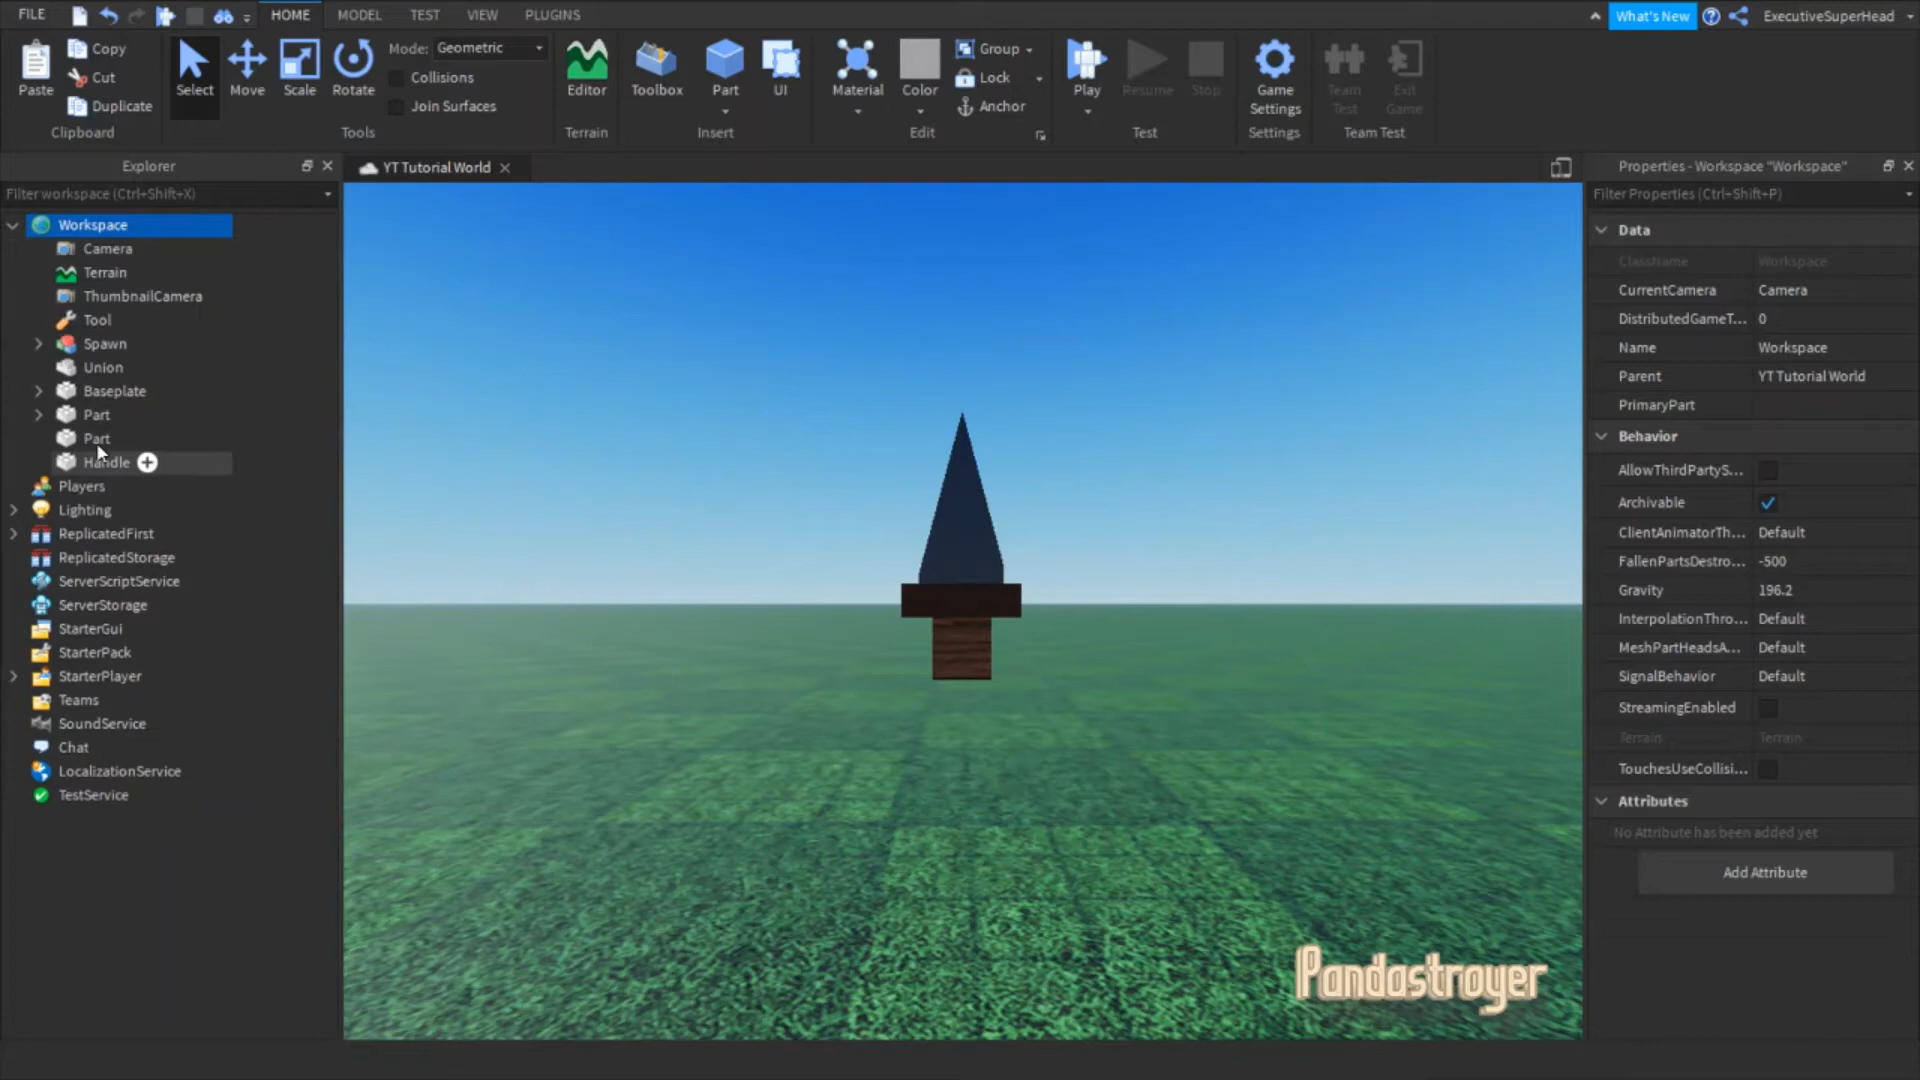 FILE HOME MODEL TEST VIEW PLUGINS What's New ExecutiveSuperHead
Paste Copy Cut Duplicate
Clipboard
Select Move Scale Rotate
Mode: Geometric
Collisions
Join Surfaces
Tools
Editor
Terrain
Toolbox Part UI
Insert
Material Color Group Lock Anchor
Edit
Play Resume Stop
Test
Game Settings
Settings
Team Test Exit Game
Team Test
Explorer
Filter workspace (Ctrl+Shift+X)
Workspace
Camera
Terrain
ThumbnailCamera
Tool
Spawn
Union
Baseplate
Part
Part
Handle
Players
Lighting
ReplicatedFirst
ReplicatedStorage
ServerScriptService
ServerStorage
StarterGui
StarterPack
StarterPlayer
Teams
SoundService
Chat
LocalizationService
TestService
YT Tutorial World
Pandastroyer
Properties - Workspace "Workspace"
Filter Properties (Ctrl+Shift+P)
Data
ClassName Workspace
CurrentCamera Camera
DistributedGameT... 0
Name Workspace
Parent YT Tutorial World
PrimaryPart
Behavior
AllowThirdPartyS...
Archivable
ClientAnimatorTh... Default
FallenPartsDestro... -500
Gravity 196.2
InterpolationThro... Default
MeshPartHeadsA... Default
SignalBehavior Default
StreamingEnabled
Terrain Terrain
TouchesUseCollisi...
Attributes
No Attribute has been added yet
Add Attribute